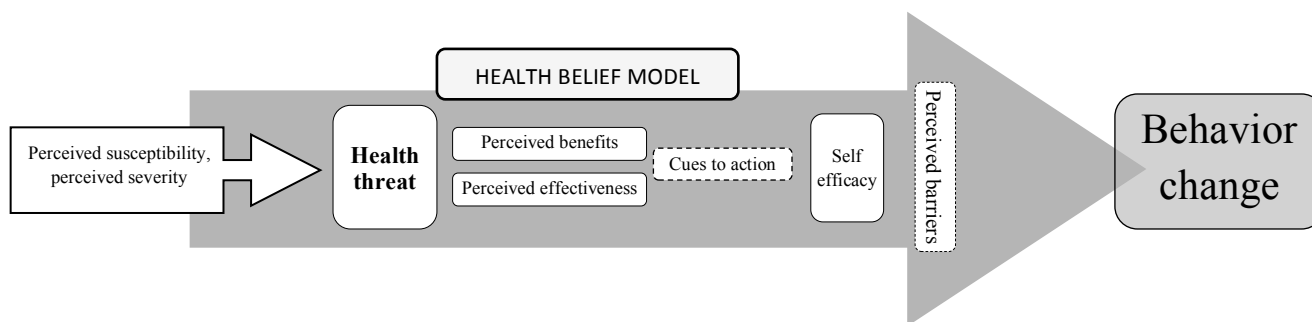 HEALTH BELIEF MODEL
Perceived susceptibility,
perceived severity
Health
threat
Perceived benefits
Perceived effectiveness
Cues to action
Self
efficacy
Perceived barriers
Behavior
change